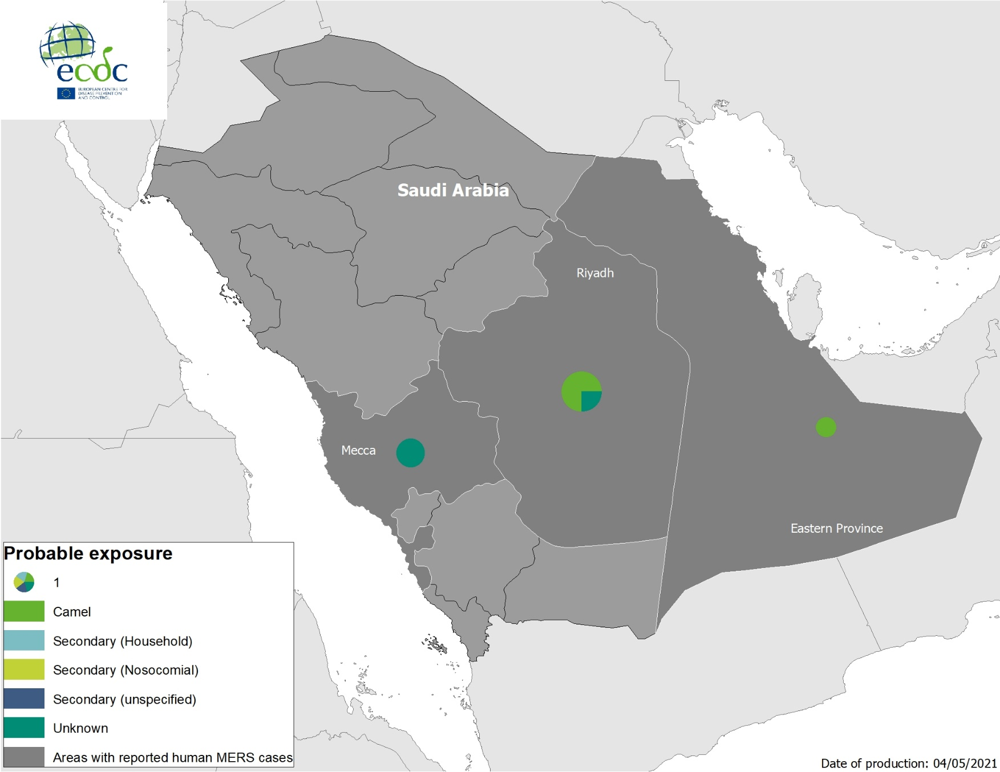 ecdc
EUROPEAN CENTRE FOR
DISEASE PREVENTION
AND CONTROL
Saudi Arabia
Riyadh
Mecca
Eastern Province
Probable exposure
1
Camel
Secondary (Household)
Secondary (Nosocomial)
Secondary (unspecified)
Unknown
Areas with reported human MERS cases
Date of production: 04/05/2021